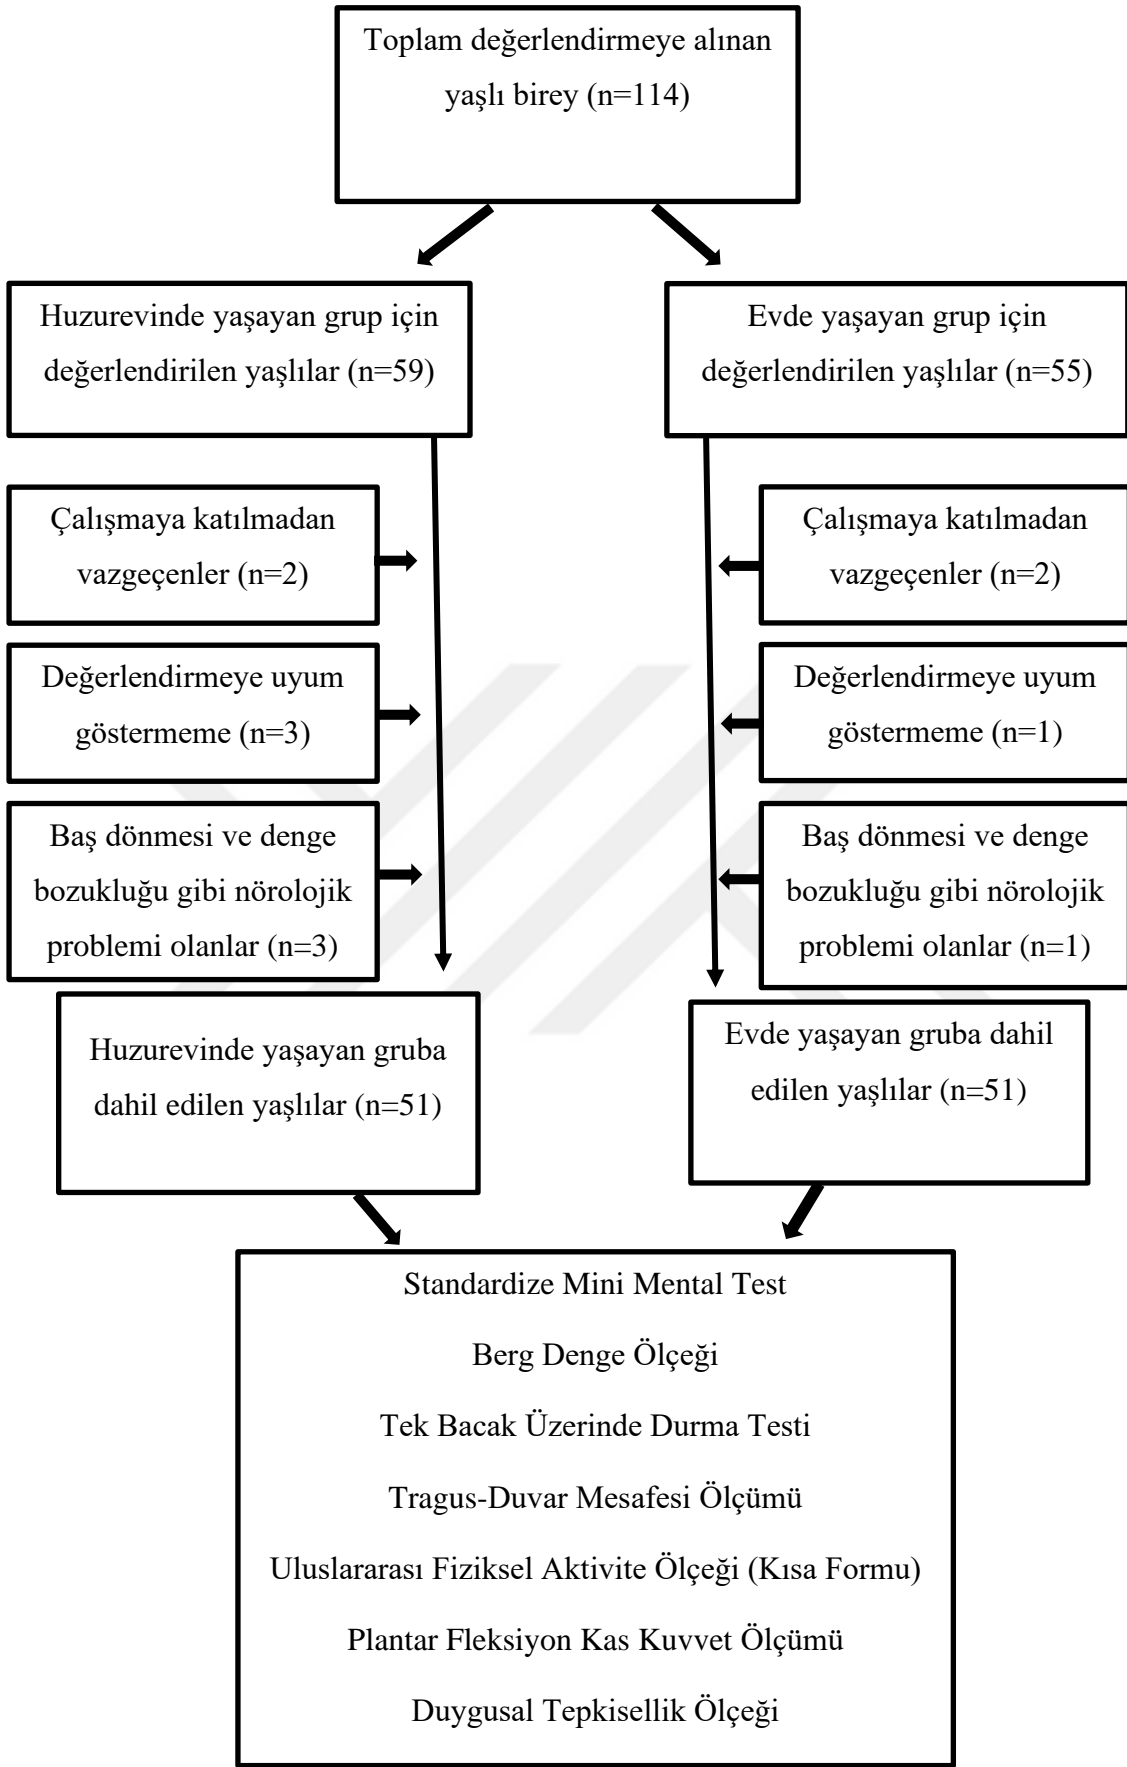 Toplam değerlendirmeye alınan
yaşlı birey (n=114)
Huzurevinde yaşayan grup için
değerlendirilen yaşlılar (n=59)
Evde yaşayan grup için
değerlendirilen yaşlılar (n=55)
Çalışmaya katılmadan
vazgeçenler (n=2)
Çalışmaya katılmadan
vazgeçenler (n=2)
Değerlendirmeye uyum
göstermeme (n=3)
Değerlendirmeye uyum
göstermeme (n=1)
Baş dönmesi ve denge
bozukluğu gibi nörolojik
problemi olanlar (n=3)
Baş dönmesi ve denge
bozukluğu gibi nörolojik
problemi olanlar (n=1)
Huzurevinde yaşayan gruba
dahil edilen yaşlılar (n=51)
Evde yaşayan gruba dahil
edilen yaşlılar (n=51)
Standardize Mini Mental Test
Berg Denge Ölçeği
Tek Bacak Üzerinde Durma Testi
Tragus-Duvar Mesafesi Ölçümü
Uluslararası Fiziksel Aktivite Ölçeği (Kısa Formu)
Plantar Fleksiyon Kas Kuvvet Ölçümü
Duygusal Tepkisellik Ölçeği